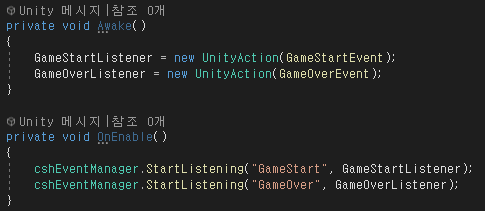 Unity 메시지|참조 0개
private void Awake()
{
    GameStartListener = new UnityAction(GameStartEvent);
    GameOverListener = new UnityAction(GameOverEvent);
}
Unity 메시지|참조 0개
private void OnEnable()
{
    cshEventManager.StartListening("GameStart", GameStartListener);
    cshEventManager.StartListening("GameOver", GameOverListener);
}